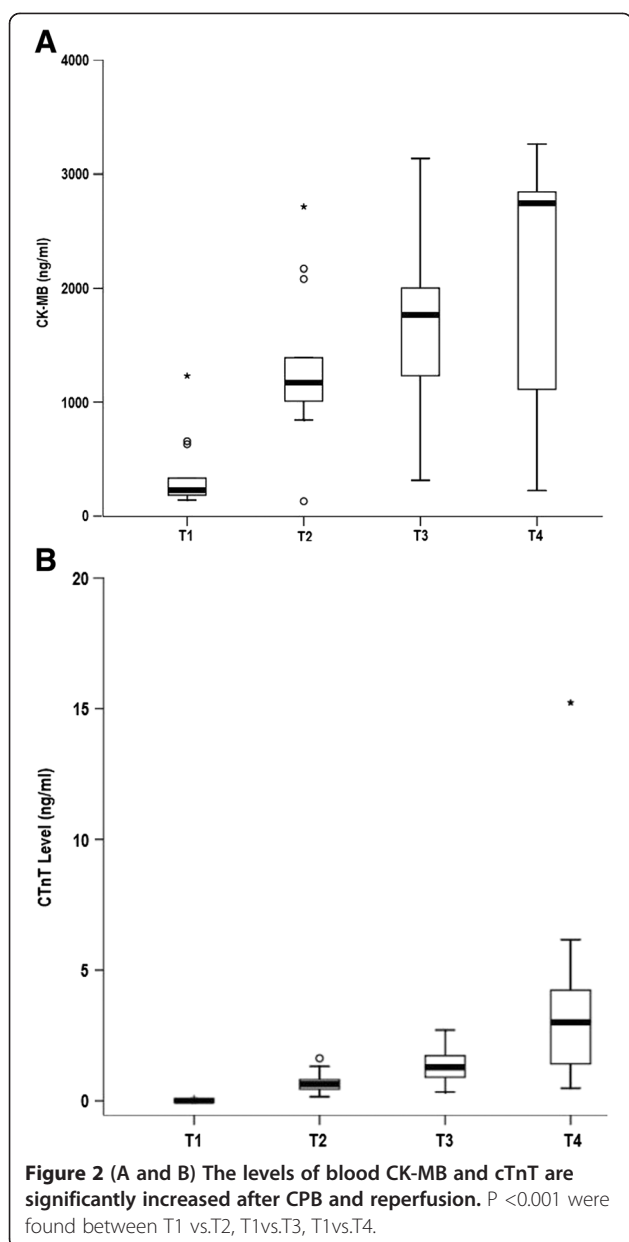 A
4000
3000
2000
1000
0
CK-MB (ng/ml)
*
*
T1
T2
T3
T4
B
20
15
10
5
0
CTnT Level (ng/ml)
*
T1
T2
T3
T4
Figure 2 (A and B) The levels of blood CK-MB and cTnT are
significantly increased after CPB and reperfusion. P <0.001 were
found between T1 vs.T2, T1vs.T3, T1vs.T4.